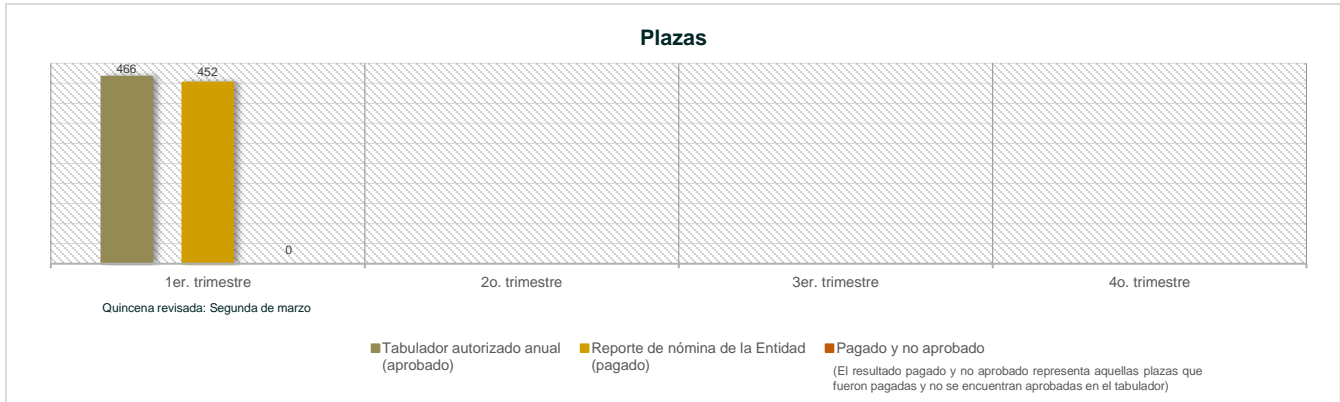 Plazas
466
452
0
1er. trimestre
2o. trimestre
3er. trimestre
4o. trimestre
Quincena revisada: Segunda de marzo
Tabulador autorizado anual
(aprobado)
Reporte de nómina de la Entidad
(pagado)
Pagado y no aprobado
(El resultado pagado y no aprobado representa aquellas plazas que
fueron pagadas y no se encuentran aprobadas en el tabulador)